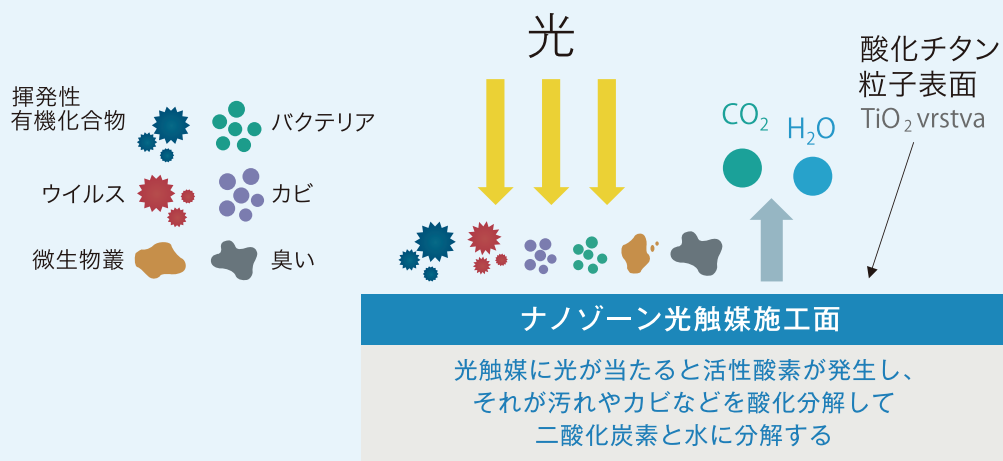 光
揮発性
有機化合物
バクテリア
ウイルス
カビ
微生物叢
臭い
CO₂
H₂O
酸化チタン
粒子表面
TiO₂ vrstva
ナノゾーン光触媒施工面
光触媒に光が当たると活性酸素が発生し、
それが汚れやカビなどを酸化分解して
二酸化炭素と水に分解する